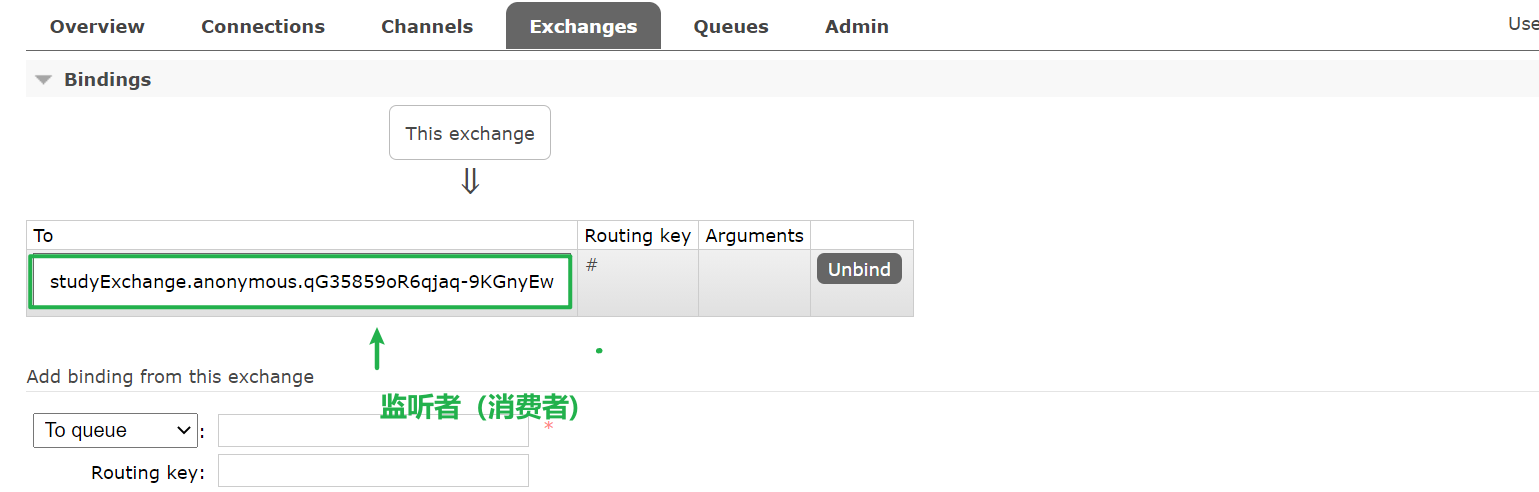 Overview Connections Channels Exchanges Queues Admin Use
Bindings
This exchange
⇓
To Routing key Arguments
studyExchange.anonymous.qG35859oR6qjaq-9KGnyEw # Unbind
Add binding from this exchange
监听者（消费者）
To queue : *
Routing key: